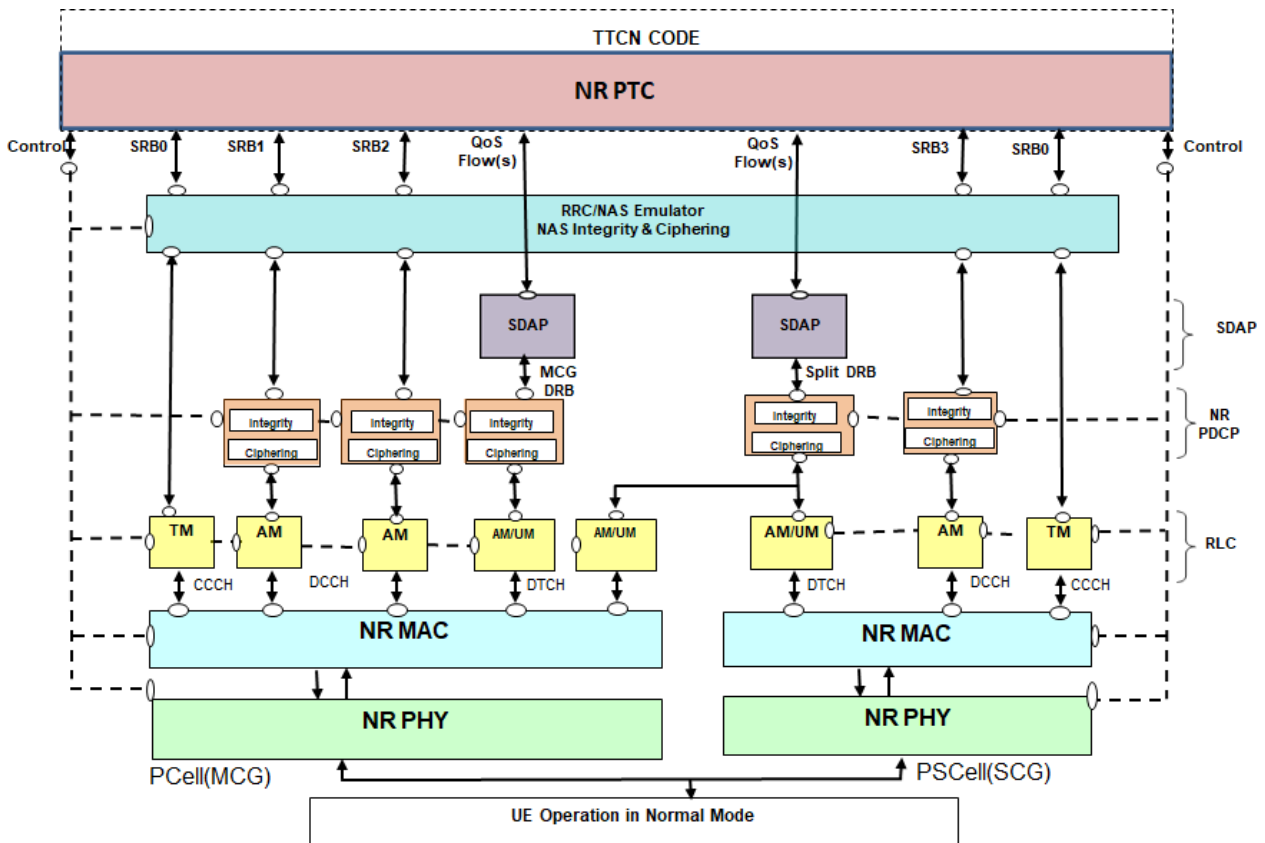 TTCN CODE
NR PTC
Control
SRB0
SRB1
SRB2
QoS
Flow(s)
QoS
Flow(s)
SRB3
SRB0
Control
RRC/NAS Emulator
NAS Integrity & Ciphering
SDAP
SDAP
SDAP
MCG
DRB
Split DRB
Integrity
Ciphering
Integrity
Ciphering
Integrity
Ciphering
Integrity
Ciphering
Integrity
Ciphering
NR
PDCP
TM
AM
AM
AM/UM
AM/UM
AM/UM
AM
TM
RLC
CCCH
DCCH
DTCH
DTCH
DCCH
CCCH
NR MAC
NR MAC
NR PHY
NR PHY
PCell(MCG)
PSCell(SCG)
UE Operation in Normal Mode